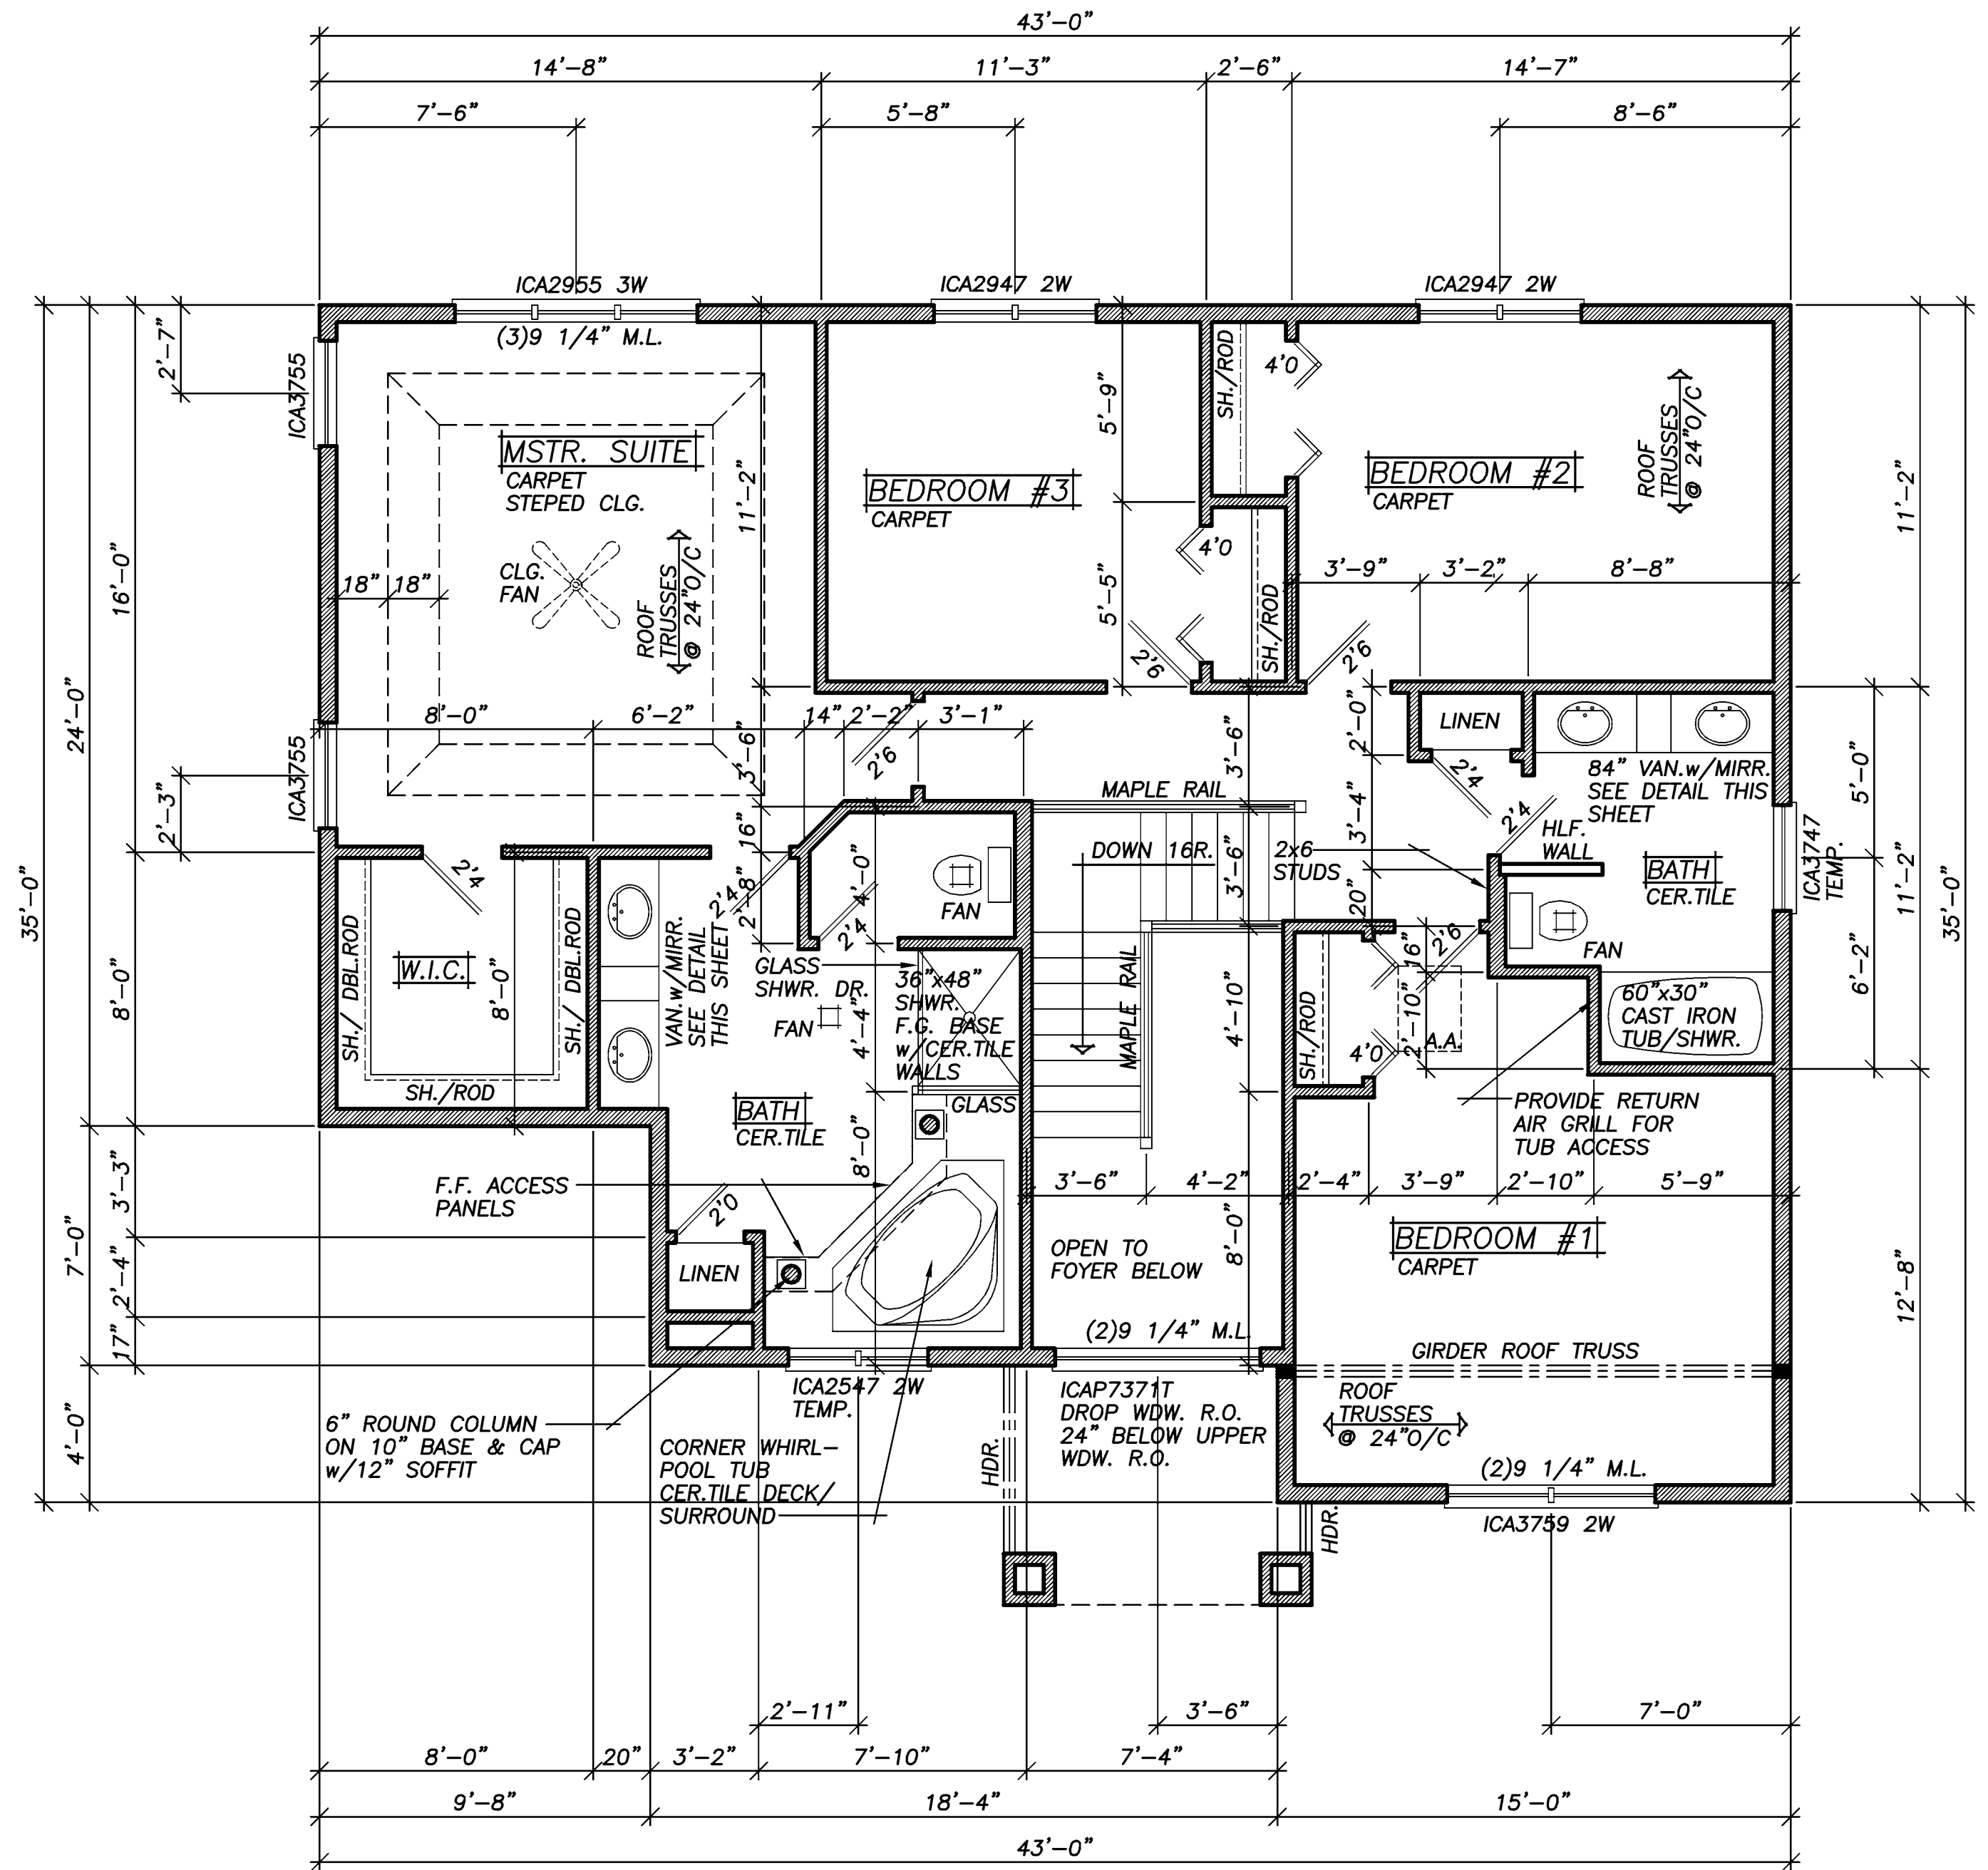 43'-0"
14'-8" 11'-3" 2'-6" 14'-7"
7'-6" 5'-8" 8'-6"
ICA2955 3W
ICA2947 2W
ICA2947 2W
(3)9 1/4" M.L.
2'-7"
ICA3755
MSTR. SUITE
CARPET
STEPED CLG.
CLG.
FAN
ROOF
TRUSSES
@ 24"O/C
18" 18"
11'-2"
BEDROOM #3
CARPET
5'-9"
5'-5"
SH./ROD
4'0
4'0
SH./ROD
2'6
2'6
BEDROOM #2
CARPET
ROOF
TRUSSES
@ 24"O/C
3'-9" 3'-2" 8'-8"
11'-2"
16'-0"
24'-0"
35'-0"
8'-0" 6'-2" 14" 2'-2" 3'-1"
3'-6"
2'6
ICA3755
2'-3"
16"
2'-8"
4'-0"
3'-6"
MAPLE RAIL
DOWN 16R.
3'-6"
2x6
STUDS
2'-0"
3'-4"
20"
LINEN
2'4
2'4
84" VAN.w/MIRR.
SEE DETAIL THIS
SHEET
HLF.
WALL
BATH
CER.TILE
FAN
ICA3747
TEMP.
5'-0"
6'-2"
11'-2"
35'-0"
2'4
W.I.C.
SH./ DBL.ROD
SH./ DBL.ROD
SH./ROD
8'-0"
8'-0"
VAN.w/MIRR.
SEE DETAIL
THIS SHEET
2'4
2'4
FAN
GLASS
SHWR. DR.
FAN
36"x48"
SHWR.
F.G. BASE
w/CER.TILE
WALLS
4'-4"
GLASS
BATH
CER.TILE
8'-0"
MAPLE RAIL
4'-10"
SH./ROD
4'0
16"
2'6
2'-10"
A.A.
60"x30"
CAST IRON
TUB/SHWR.
PROVIDE RETURN
AIR GRILL FOR
TUB ACCESS
3'-6" 4'-2" 2'-4" 3'-9" 2'-10" 5'-9"
F.F. ACCESS
PANELS
2'0
LINEN
3'-3"
2'-4"
17"
7'-0"
4'-0"
OPEN TO
FOYER BELOW
8'-0"
BEDROOM #1
CARPET
12'-8"
(2)9 1/4" M.L.
GIRDER ROOF TRUSS
ROOF
TRUSSES
@ 24"O/C
(2)9 1/4" M.L.
ICA2547 2W
TEMP.
ICAP7371T
DROP WDW. R.O.
24" BELOW UPPER
WDW. R.O.
6" ROUND COLUMN
ON 10" BASE & CAP
w/12" SOFFIT
CORNER WHIRL-
POOL TUB
CER.TILE DECK/
SURROUND
HDR.
HDR.
ICA3759 2W
2'-11" 3'-6" 7'-0"
8'-0" 20" 3'-2" 7'-10" 7'-4"
9'-8" 18'-4" 15'-0"
43'-0"